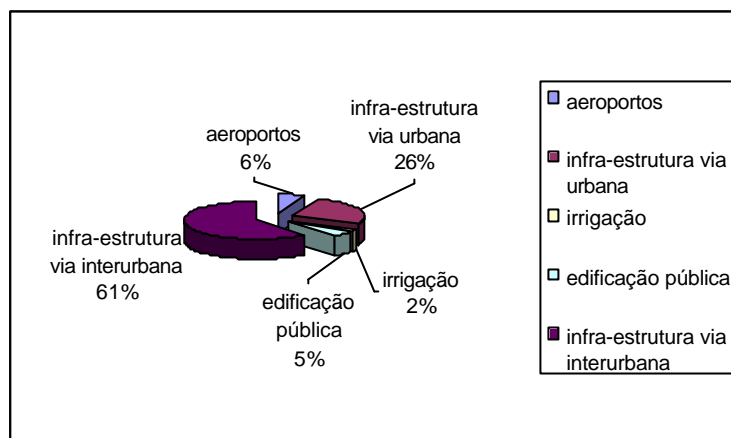 aeroportos
6%
infra-estrutura
via urbana
26%
infra-estrutura
via interurbana
61%
edificação
pública
5%
irrigação
2%
aeroportos
infra-estrutura via
urbana
irrigação
edificação pública
infra-estrutura via
interurbana